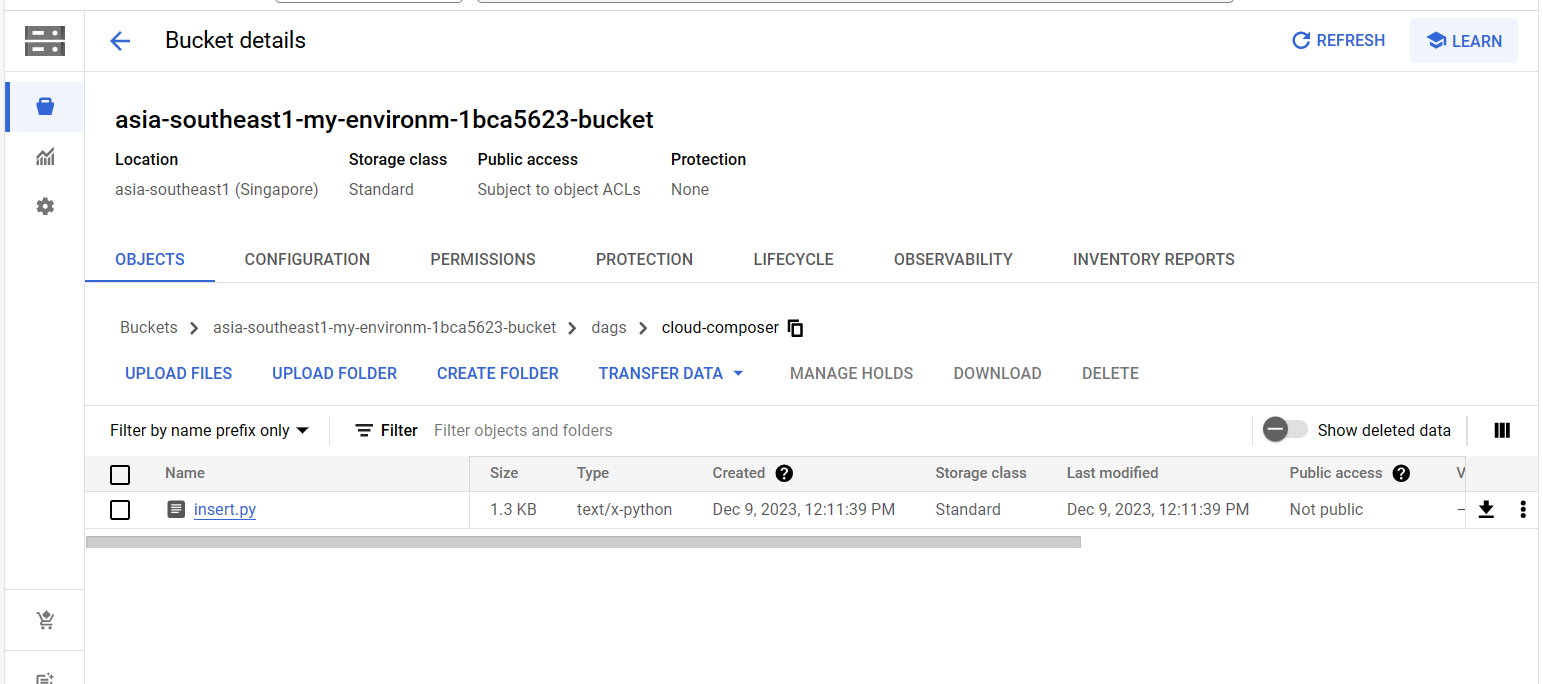 Bucket details
REFRESH
LEARN
asia-southeast1-my-environm-1bca5623-bucket
Location Storage class Public access Protection
asia-southeast1 (Singapore) Standard Subject to object ACLs None
OBJECTS CONFIGURATION PERMISSIONS PROTECTION LIFECYCLE OBSERVABILITY INVENTORY REPORTS
Buckets > asia-southeast1-my-environm-1bca5623-bucket > dags > cloud-composer
UPLOAD FILES UPLOAD FOLDER CREATE FOLDER TRANSFER DATA MANAGE HOLDS DOWNLOAD DELETE
Filter by name prefix only Filter Filter objects and folders Show deleted data
Name Size Type Created Storage class Last modified Public access V
insert.py 1.3 KB text/x-python Dec 9, 2023, 12:11:39 PM Standard Dec 9, 2023, 12:11:39 PM Not public –